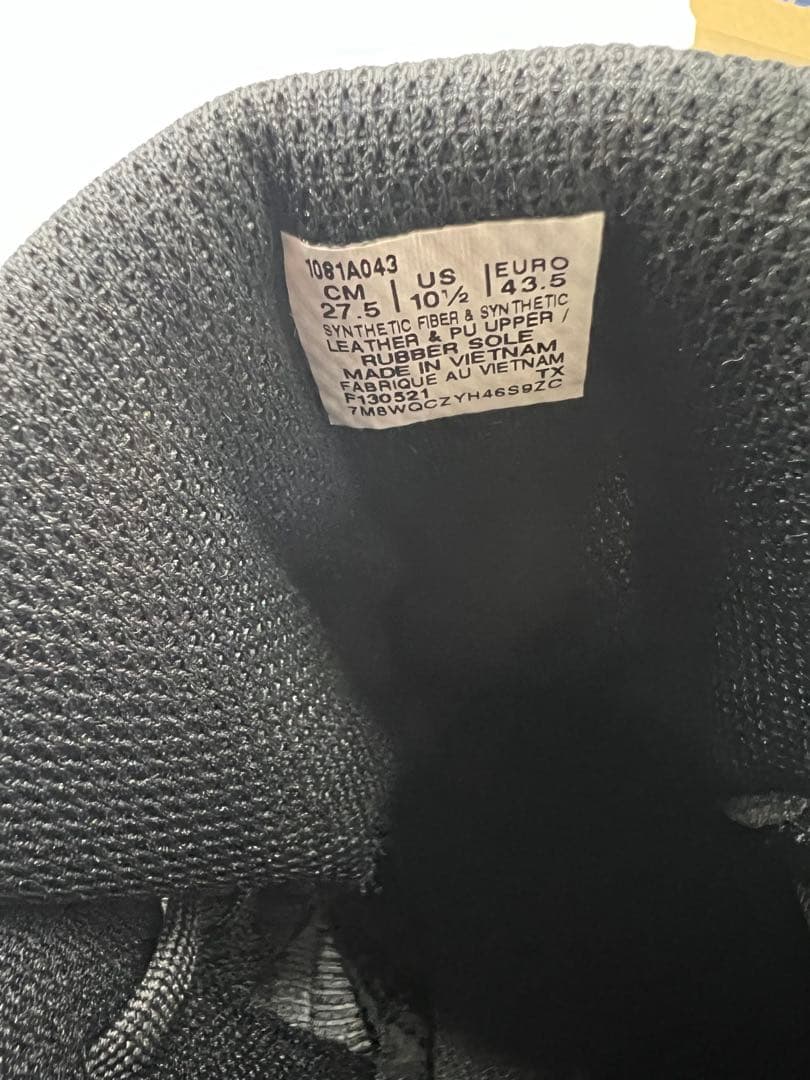 1081A043
CM | US | EURO
27.5 | 10½ | 43.5
SYNTHETIC FIBER & SYNTHETIC
LEATHER & PU UPPER /
RUBBER SOLE
MADE IN VIETNAM
FABRIQUE AU VIETNAM
F130521 TX
7M8WQCZYH46S9ZC